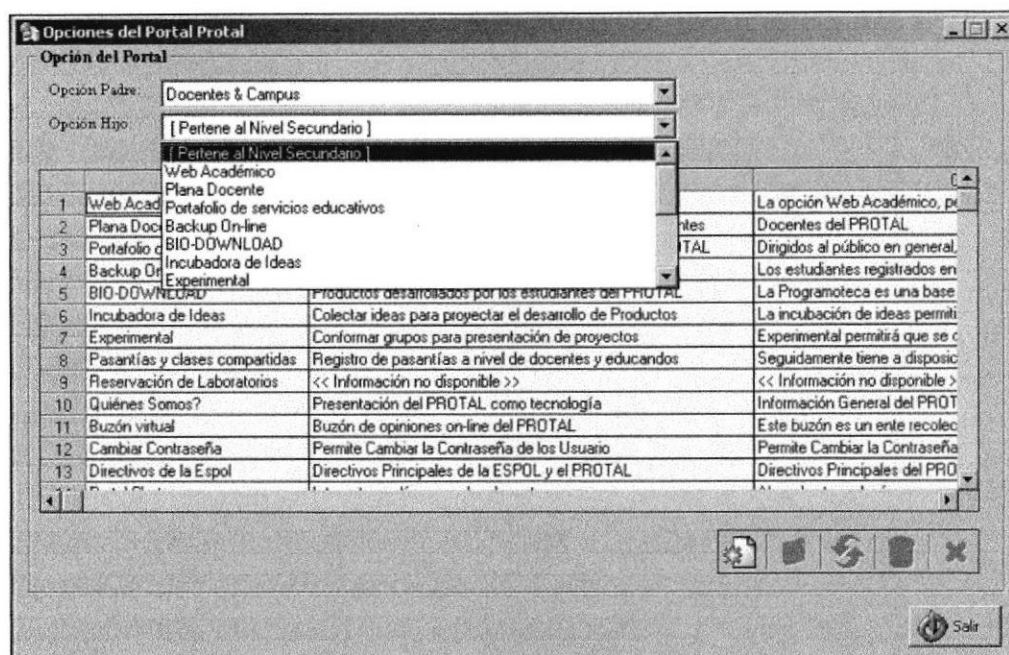 Opciones del Portal Protal
Opción del Portal
Opción Padre: Docentes & Campus
Opción Hijo: [ Pertene al Nivel Secundario ]
[ Pertene al Nivel Secundario ]
Web Académico
Plana Docente
Portafolio de servicios educativos
Backup On-line
BIO-DOWNLOAD
Incubadora de Ideas
Experimental
1 Web Acad La opción Web Académico, pe
2 Plana Doc ntes Docentes del PROTAL
3 Portafolio d OTAL Dirigidos al público en general,
4 Backup On Los estudiantes registrados en
5 BIO-DOWNLOAD Productos desarrollados por los estudiantes del PROTAL La Programoteca es una base
6 Incubadora de Ideas Colectar ideas para proyectar el desarrollo de Productos La incubación de ideas permiti
7 Experimental Conformar grupos para presentación de proyectos Experimental permitirá que se c
8 Pasantías y clases compartidas Registro de pasantías a nivel de docentes y educandos Seguidamente tiene a disposic
9 Reservación de Laboratorios << Información no disponible >> << Información no disponible >
10 Quiénes Somos? Presentación del PROTAL como tecnología Información General del PROT
11 Buzón virtual Buzón de opiniones on-line del PROTAL Este buzón es un ente recolec
12 Cambiar Contraseña Permite Cambiar la Contraseña de los Usuario Permite Cambiar la Contraseña
13 Directivos de la Espol Directivos Principales de la ESPOL y el PROTAL Directivos Principales del PRO
Salir